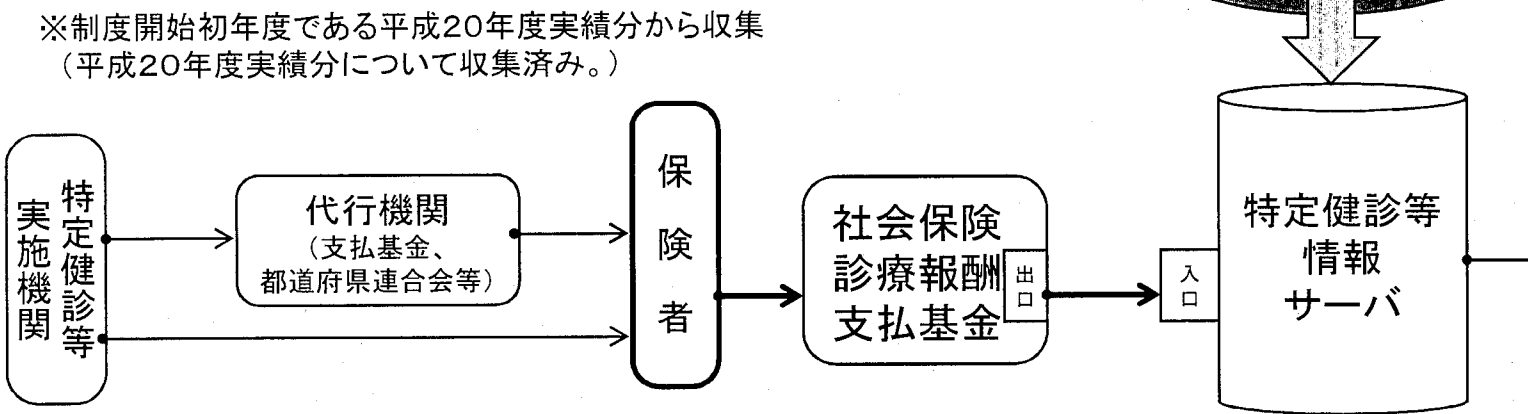 ※制度開始初年度である平成20年度実績分から収集
（平成20年度実績分について収集済み。）
特定健診等
実施機関
代行機関
（支払基金、
都道府県連合会等）
保険者
社会保険
診療報酬
支払基金
出口
入口
特定健診等
情報
サーバ